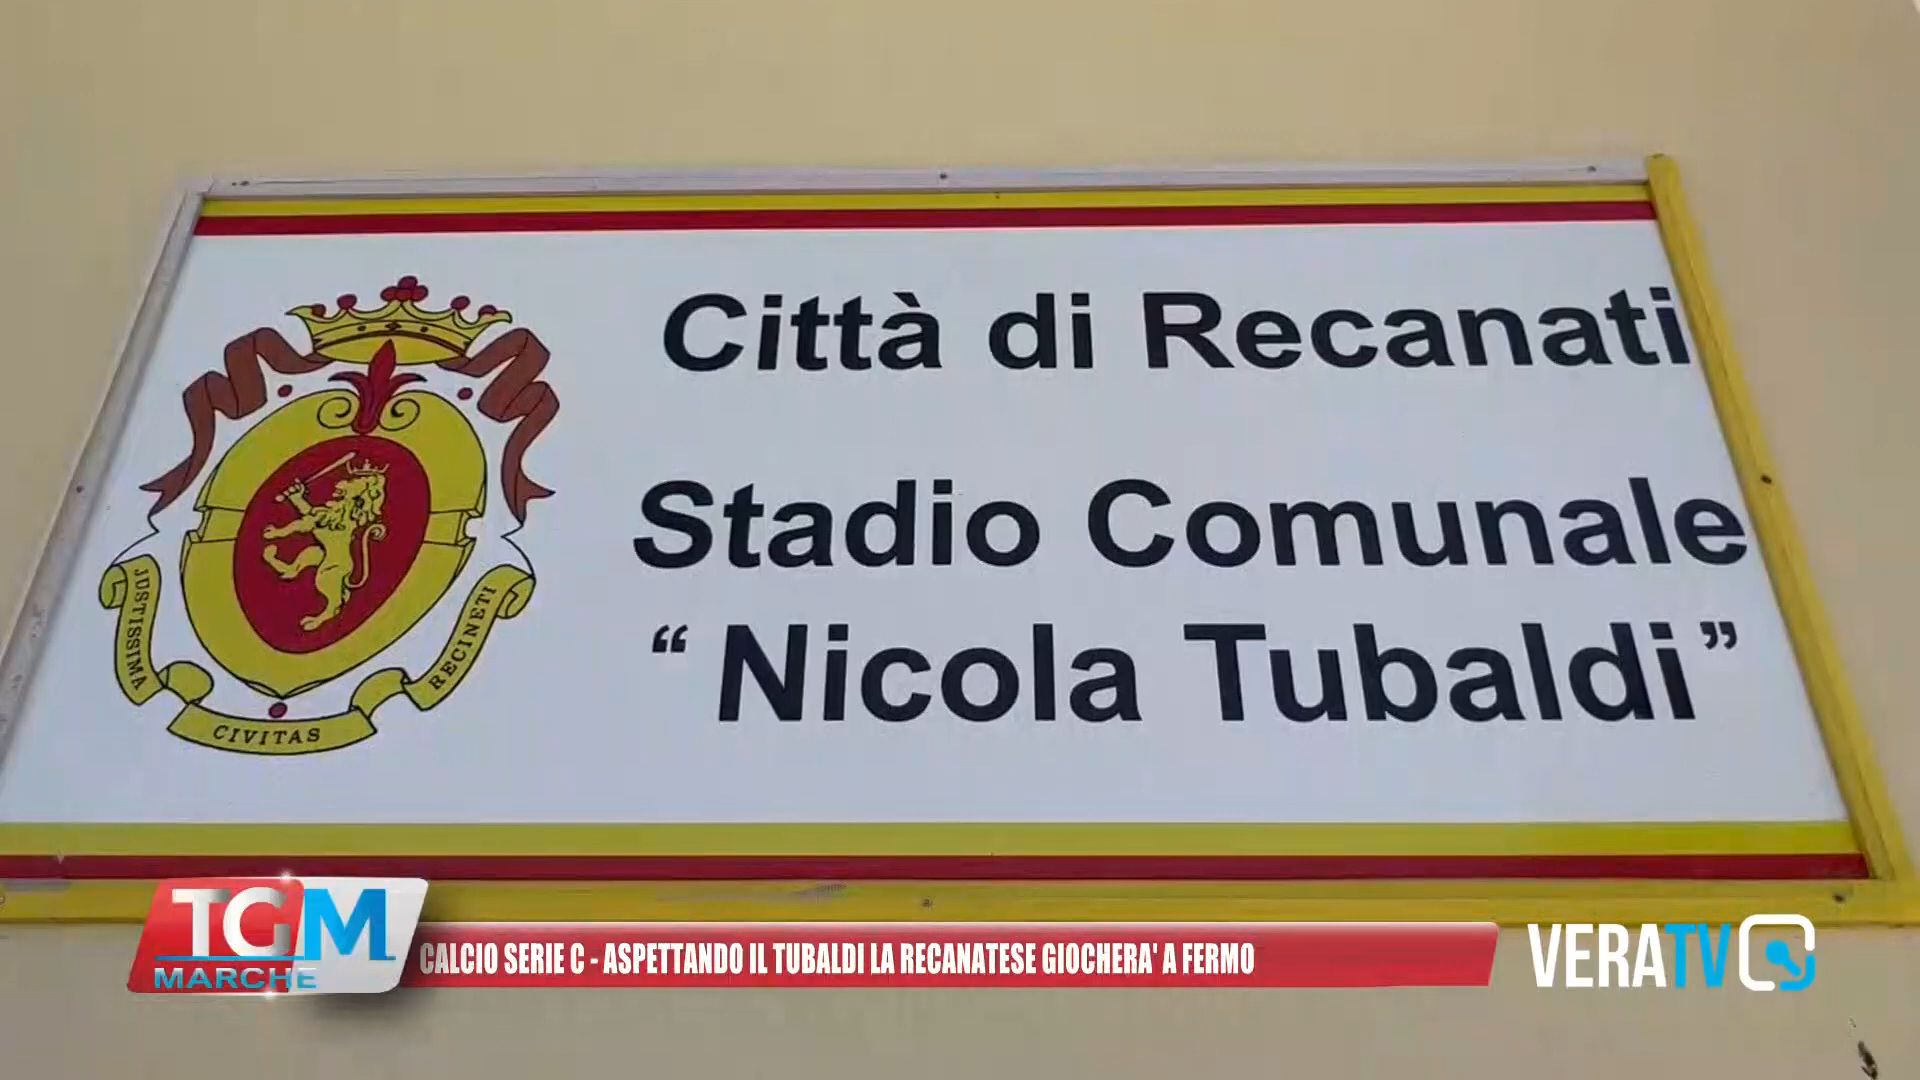 Città di Recanati
Stadio Comunale
“Nicola Tubaldi”
JUSTISSIMA
CIVITAS
RECINETI
TGM
MARCHE
CALCIO SERIE C - ASPETTANDO IL TUBALDI LA RECANATESE GIOCHERA' A FERMO
VERATV